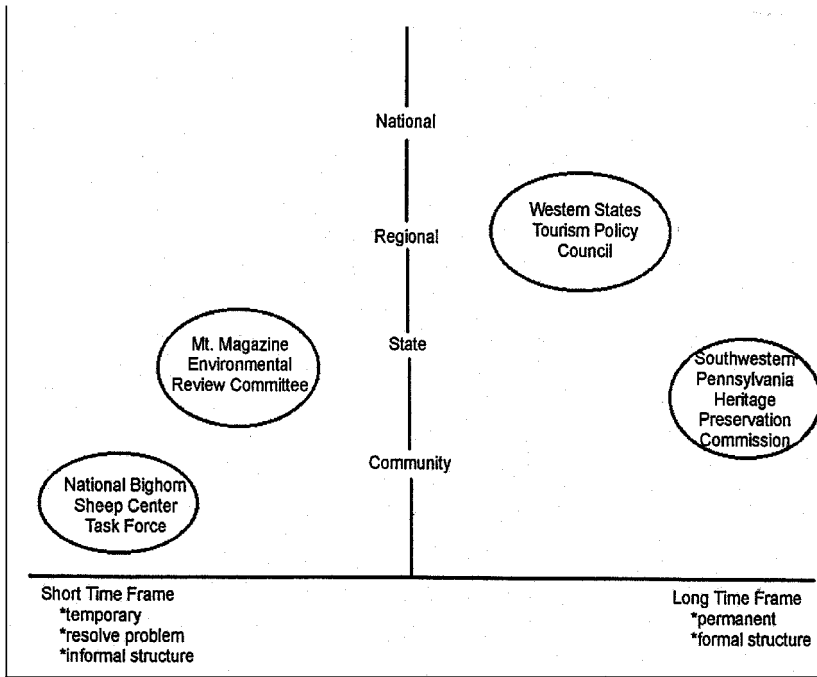 National
Regional
State
Community
Western States
Tourism Policy
Council
Mt. Magazine
Environmental
Review Committee
Southwestern
Pennsylvania
Heritage
Preservation
Commission
National Bighorn
Sheep Center
Task Force
Short Time Frame
*temporary
*resolve problem
*informal structure
Long Time Frame
*permanent
*formal structure